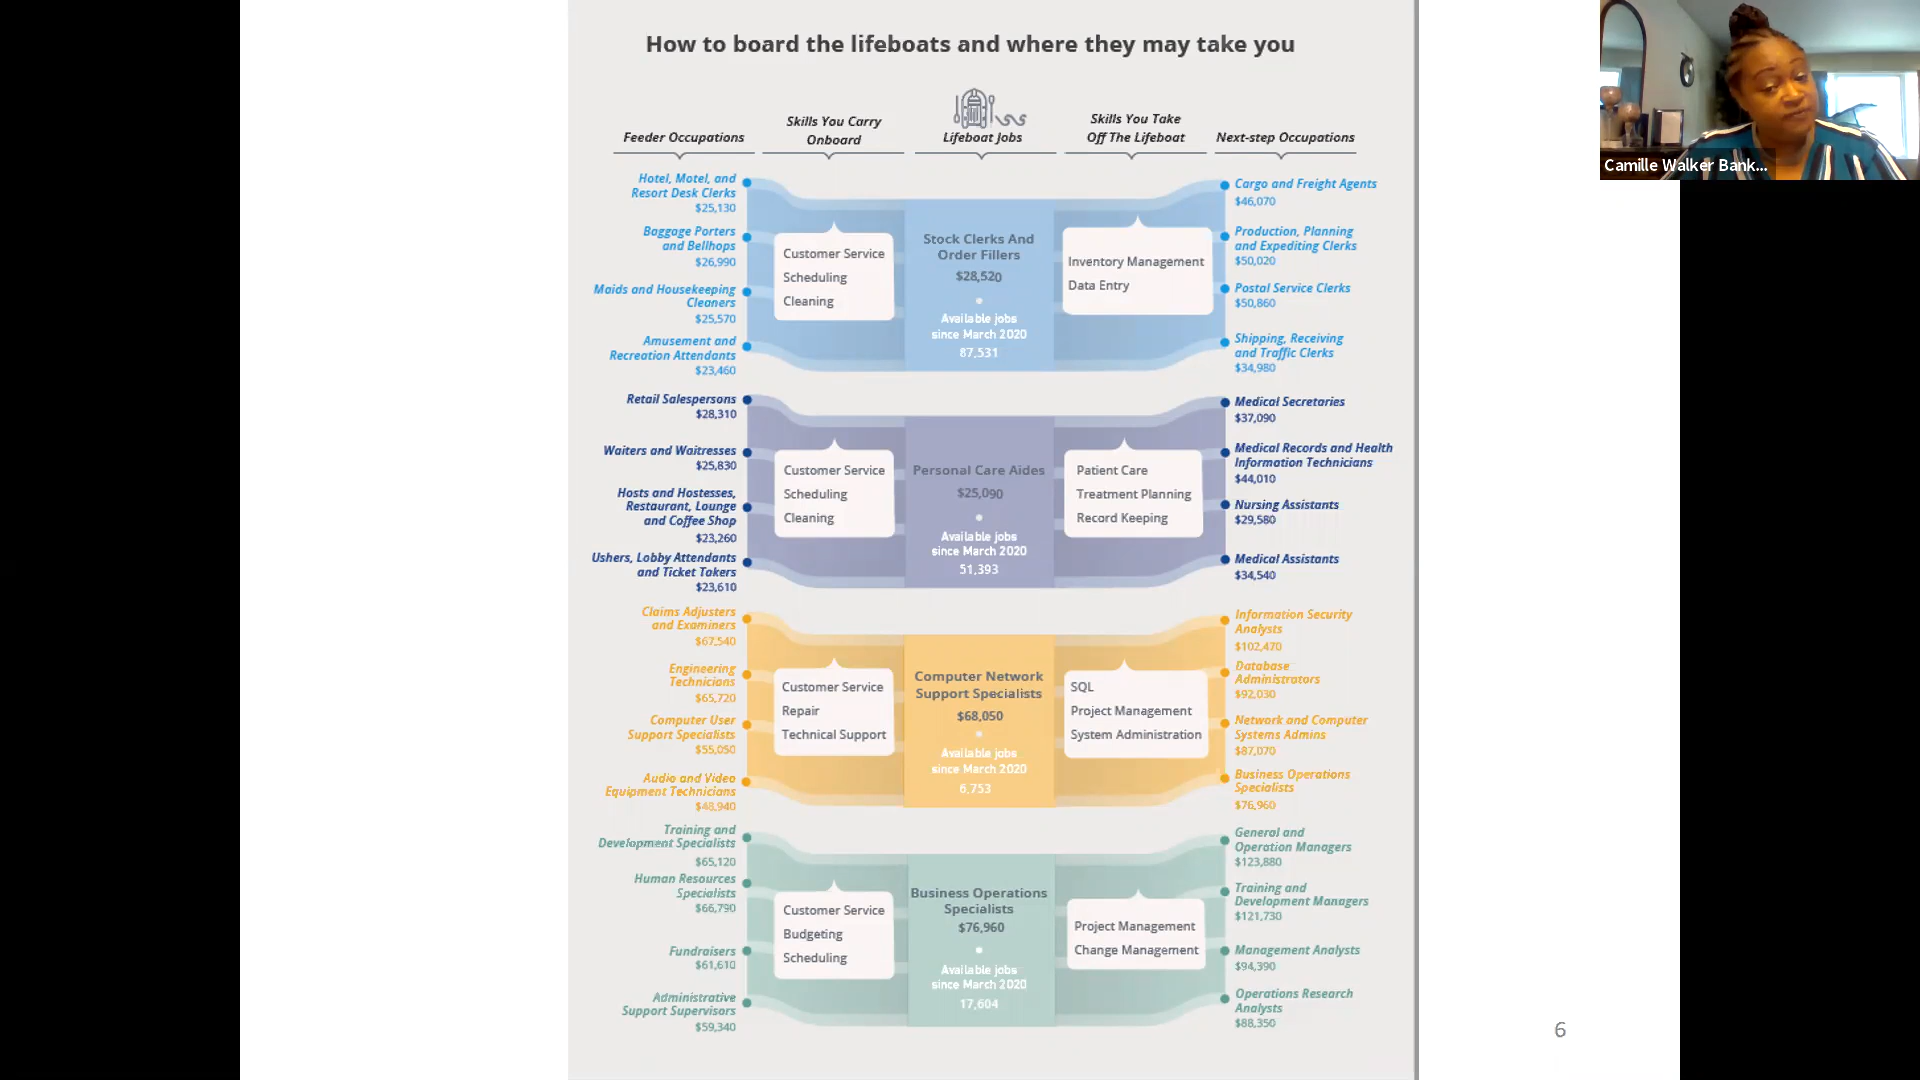 How to board the lifeboats and where they may take you
Feeder Occupations
Skills You Carry
Onboard
Lifeboat Jobs
Skills You Take
Off The Lifeboat
Next-step Occupations
Hotel, Motel, and
Resort Desk Clerks
$25,130
Baggage Porters
and Bellhops
$26,990
Maids and Housekeeping
Cleaners
$25,570
Amusement and
Recreation Attendants
$23,460
Customer Service
Scheduling
Cleaning
Stock Clerks And
Order Fillers
$28,520
Available jobs
since March 2020
87,531
Inventory Management
Data Entry
Cargo and Freight Agents
$46,070
Production, Planning
and Expediting Clerks
$50,020
Postal Service Clerks
$50,860
Shipping, Receiving
and Traffic Clerks
$34,980
Retail Salespersons
$28,310
Waiters and Waitresses
$25,830
Hosts and Hostesses,
Restaurant, Lounge
and Coffee Shop
$23,260
Ushers, Lobby Attendants
and Ticket Takers
$23,610
Customer Service
Scheduling
Cleaning
Personal Care Aides
$25,090
Available jobs
since March 2020
51,393
Patient Care
Treatment Planning
Record Keeping
Medical Secretaries
$37,090
Medical Records and Health
Information Technicians
$44,010
Nursing Assistants
$29,580
Medical Assistants
$34,540
Claims Adjusters
and Examiners
$67,540
Engineering
Technicians
$65,720
Computer User
Support Specialists
$55,050
Audio and Video
Equipment Technicians
$48,940
Customer Service
Repair
Technical Support
Computer Network
Support Specialists
$68,050
Available jobs
since March 2020
6,753
SQL
Project Management
System Administration
Information Security
Analysts
$102,470
Database
Administrators
$92,030
Network and Computer
Systems Admins
$87,070
Business Operations
Specialists
$76,960
Training and
Development Specialists
$65,120
Human Resources
Specialists
$66,790
Fundraisers
$61,610
Administrative
Support Supervisors
$59,340
Customer Service
Budgeting
Scheduling
Business Operations
Specialists
$76,960
Available jobs
since March 2020
17,604
Project Management
Change Management
General and
Operation Managers
$123,880
Training and
Development Managers
$121,730
Management Analysts
$94,390
Operations Research
Analysts
$88,350
6
Camille Walker Bank...